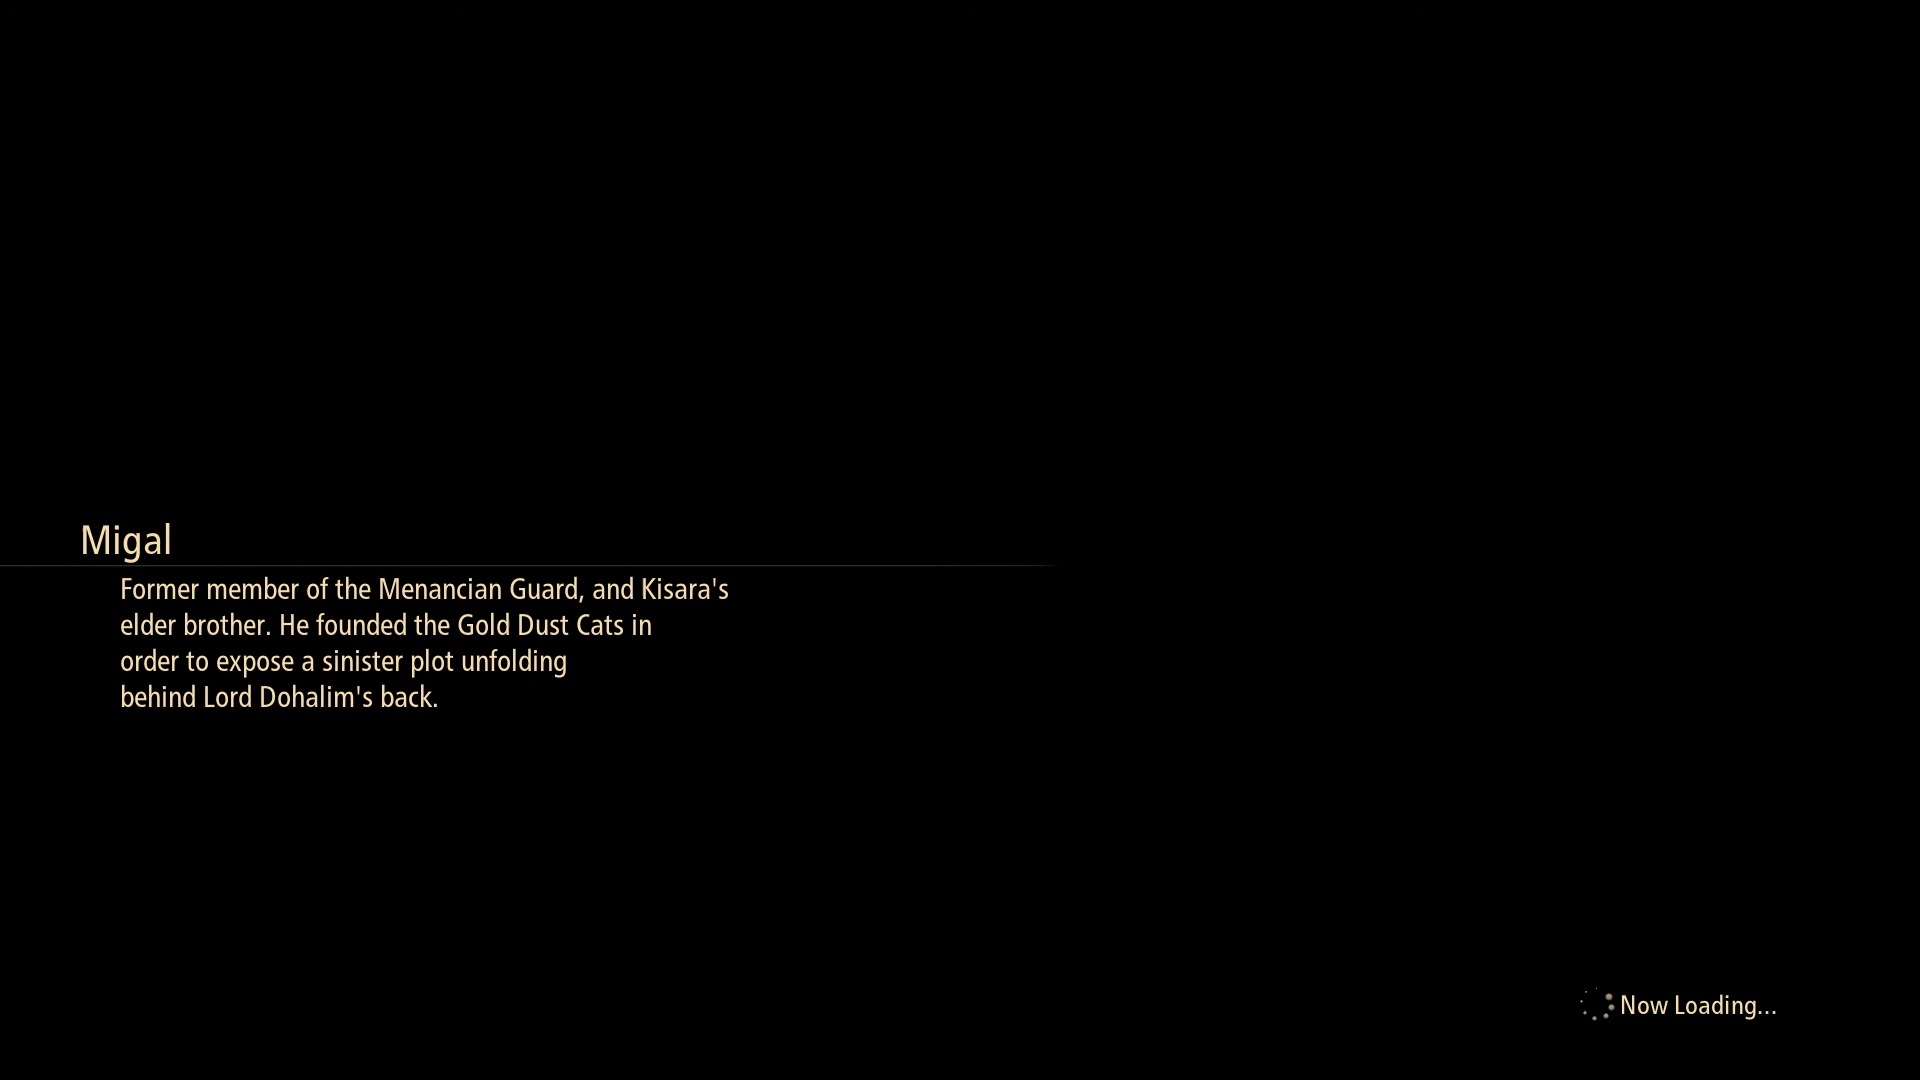 Migal
Former member of the Menancian Guard, and Kisara's
elder brother. He founded the Gold Dust Cats in
order to expose a sinister plot unfolding
behind Lord Dohalim's back.
Now Loading...